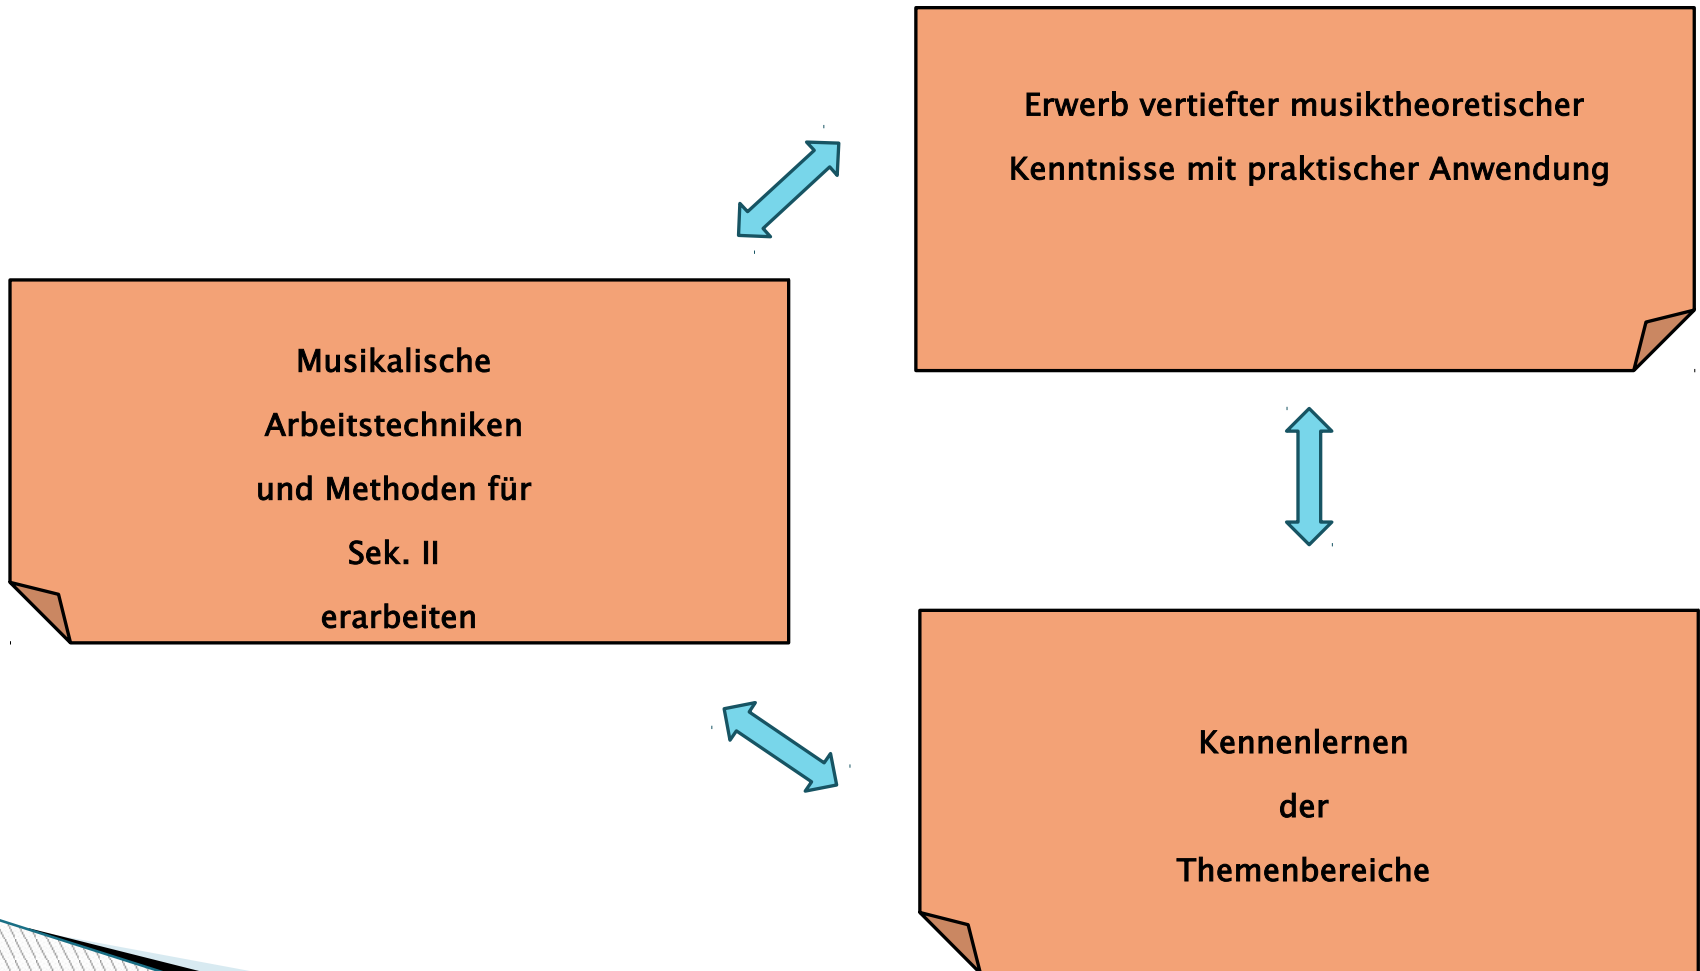 Erwerb vertiefter musiktheoretischer
Kenntnisse mit praktischer Anwendung
Musikalische
Arbeitstechniken
und Methoden für
Sek. II
erarbeiten
Kennenlernen
der
Themenbereiche